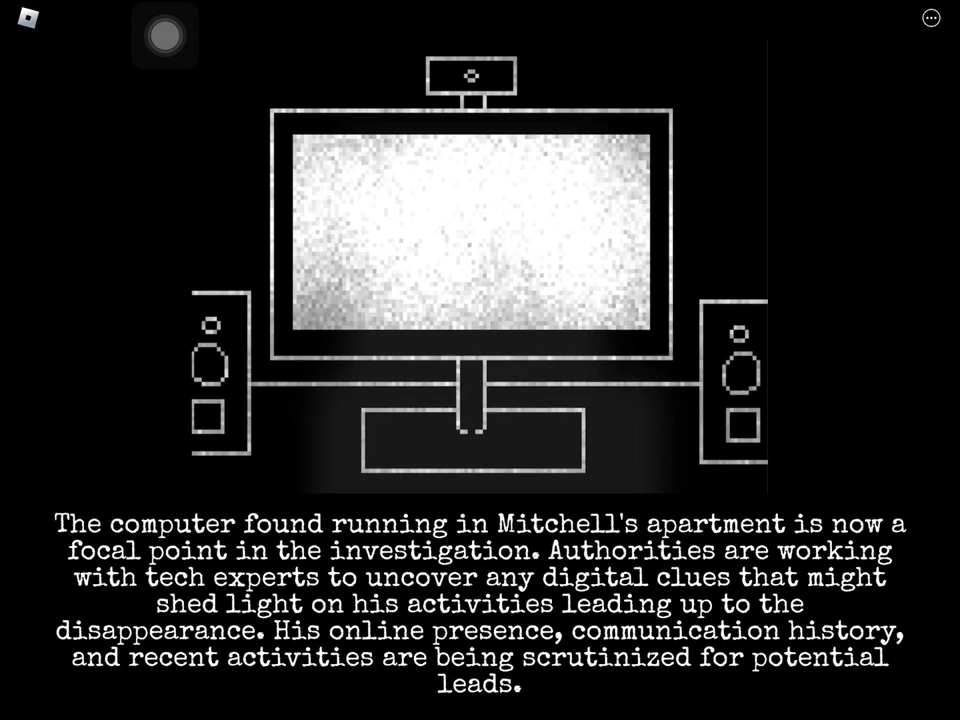 The computer found running in Mitchell's apartment is now a
focal point in the investigation. Authorities are working
with tech experts to uncover any digital clues that might
shed light on his activities leading up to the
disappearance. His online presence, communication history,
and recent activities are being scrutinized for potential
leads.